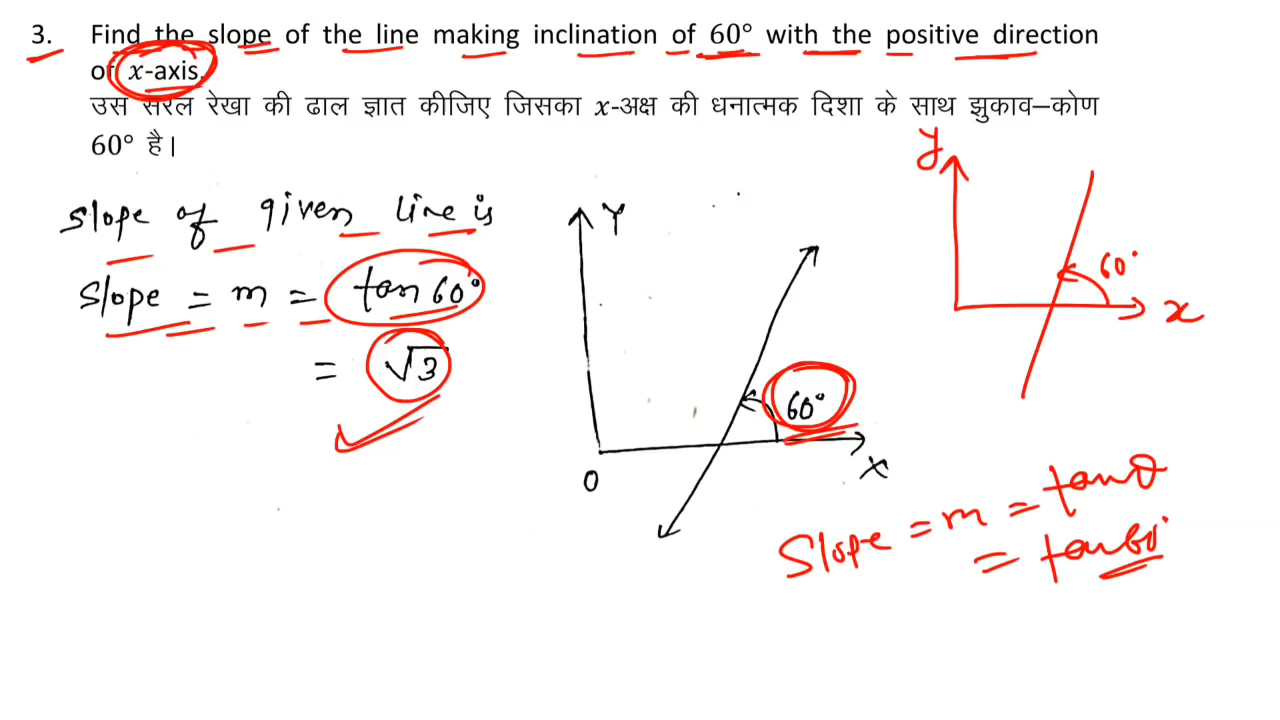 3. Find the slope of the line making inclination of 60° with the positive direction
of x-axis.
उस सरल रेखा की ढाल ज्ञात कीजिए जिसका x-अक्ष की धनात्मक दिशा के साथ झुकाव–कोण
60° है।
Slope of given line is
Slope = m = tan 60°
= √3
Y
60°
O
X
y
60°
x
Slope = m = tanθ
= tan60°